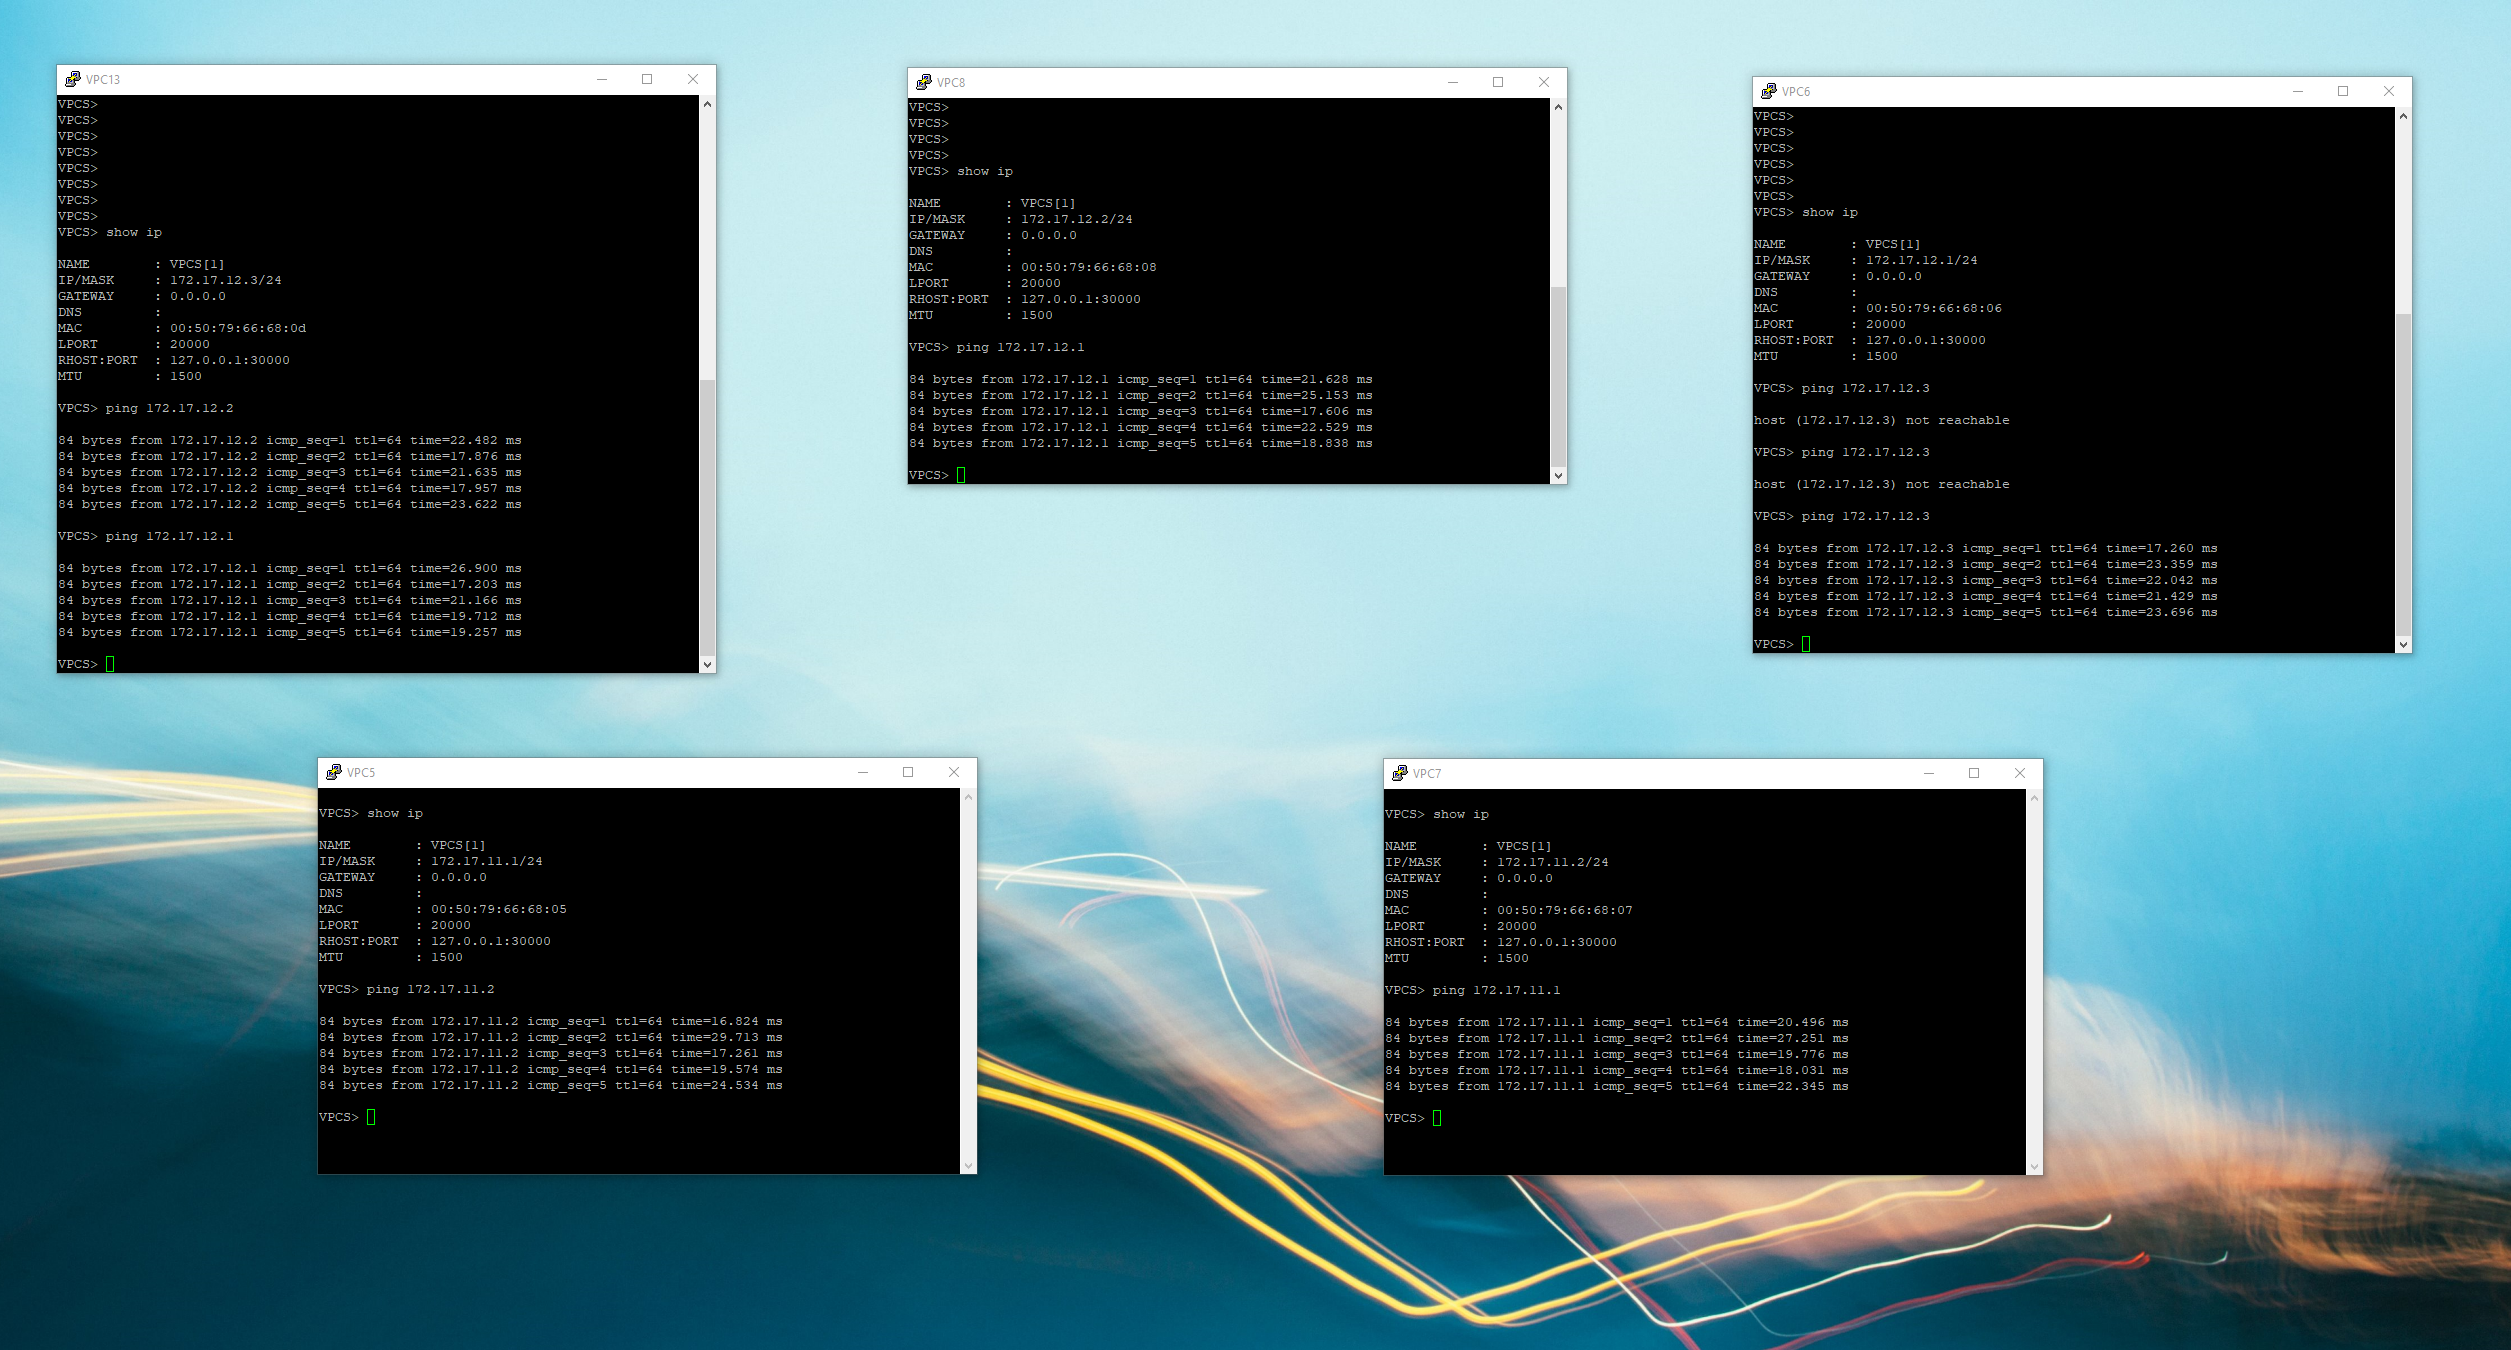 VPC13
VPCS>
VPCS>
VPCS>
VPCS>
VPCS>
VPCS>
VPCS>
VPCS>
VPCS> show ip
NAME : VPCS[1]
IP/MASK : 172.17.12.3/24
GATEWAY : 0.0.0.0
DNS :
MAC : 00:50:79:66:68:0d
LPORT : 20000
RHOST:PORT : 127.0.0.1:30000
MTU : 1500
VPCS> ping 172.17.12.2
84 bytes from 172.17.12.2 icmp_seq=1 ttl=64 time=22.482 ms
84 bytes from 172.17.12.2 icmp_seq=2 ttl=64 time=17.876 ms
84 bytes from 172.17.12.2 icmp_seq=3 ttl=64 time=21.635 ms
84 bytes from 172.17.12.2 icmp_seq=4 ttl=64 time=17.957 ms
84 bytes from 172.17.12.2 icmp_seq=5 ttl=64 time=23.622 ms
VPCS> ping 172.17.12.1
84 bytes from 172.17.12.1 icmp_seq=1 ttl=64 time=26.900 ms
84 bytes from 172.17.12.1 icmp_seq=2 ttl=64 time=17.203 ms
84 bytes from 172.17.12.1 icmp_seq=3 ttl=64 time=21.166 ms
84 bytes from 172.17.12.1 icmp_seq=4 ttl=64 time=19.712 ms
84 bytes from 172.17.12.1 icmp_seq=5 ttl=64 time=19.257 ms
VPCS>
VPC8
VPCS>
VPCS>
VPCS>
VPCS>
VPCS> show ip
NAME : VPCS[1]
IP/MASK : 172.17.12.2/24
GATEWAY : 0.0.0.0
DNS :
MAC : 00:50:79:66:68:08
LPORT : 20000
RHOST:PORT : 127.0.0.1:30000
MTU : 1500
VPCS> ping 172.17.12.1
84 bytes from 172.17.12.1 icmp_seq=1 ttl=64 time=21.628 ms
84 bytes from 172.17.12.1 icmp_seq=2 ttl=64 time=25.153 ms
84 bytes from 172.17.12.1 icmp_seq=3 ttl=64 time=17.606 ms
84 bytes from 172.17.12.1 icmp_seq=4 ttl=64 time=22.529 ms
84 bytes from 172.17.12.1 icmp_seq=5 ttl=64 time=18.838 ms
VPCS>
VPC6
VPCS>
VPCS>
VPCS>
VPCS>
VPCS>
VPCS>
VPCS> show ip
NAME : VPCS[1]
IP/MASK : 172.17.12.1/24
GATEWAY : 0.0.0.0
DNS :
MAC : 00:50:79:66:68:06
LPORT : 20000
RHOST:PORT : 127.0.0.1:30000
MTU : 1500
VPCS> ping 172.17.12.3
host (172.17.12.3) not reachable
VPCS> ping 172.17.12.3
host (172.17.12.3) not reachable
VPCS> ping 172.17.12.3
84 bytes from 172.17.12.3 icmp_seq=1 ttl=64 time=17.260 ms
84 bytes from 172.17.12.3 icmp_seq=2 ttl=64 time=23.359 ms
84 bytes from 172.17.12.3 icmp_seq=3 ttl=64 time=22.042 ms
84 bytes from 172.17.12.3 icmp_seq=4 ttl=64 time=21.429 ms
84 bytes from 172.17.12.3 icmp_seq=5 ttl=64 time=23.696 ms
VPCS>
VPC5
VPCS> show ip
NAME : VPCS[1]
IP/MASK : 172.17.11.1/24
GATEWAY : 0.0.0.0
DNS :
MAC : 00:50:79:66:68:05
LPORT : 20000
RHOST:PORT : 127.0.0.1:30000
MTU : 1500
VPCS> ping 172.17.11.2
84 bytes from 172.17.11.2 icmp_seq=1 ttl=64 time=16.824 ms
84 bytes from 172.17.11.2 icmp_seq=2 ttl=64 time=29.713 ms
84 bytes from 172.17.11.2 icmp_seq=3 ttl=64 time=17.261 ms
84 bytes from 172.17.11.2 icmp_seq=4 ttl=64 time=19.574 ms
84 bytes from 172.17.11.2 icmp_seq=5 ttl=64 time=24.534 ms
VPCS>
VPC7
VPCS> show ip
NAME : VPCS[1]
IP/MASK : 172.17.11.2/24
GATEWAY : 0.0.0.0
DNS :
MAC : 00:50:79:66:68:07
LPORT : 20000
RHOST:PORT : 127.0.0.1:30000
MTU : 1500
VPCS> ping 172.17.11.1
84 bytes from 172.17.11.1 icmp_seq=1 ttl=64 time=20.496 ms
84 bytes from 172.17.11.1 icmp_seq=2 ttl=64 time=27.251 ms
84 bytes from 172.17.11.1 icmp_seq=3 ttl=64 time=19.776 ms
84 bytes from 172.17.11.1 icmp_seq=4 ttl=64 time=18.031 ms
84 bytes from 172.17.11.1 icmp_seq=5 ttl=64 time=22.345 ms
VPCS>